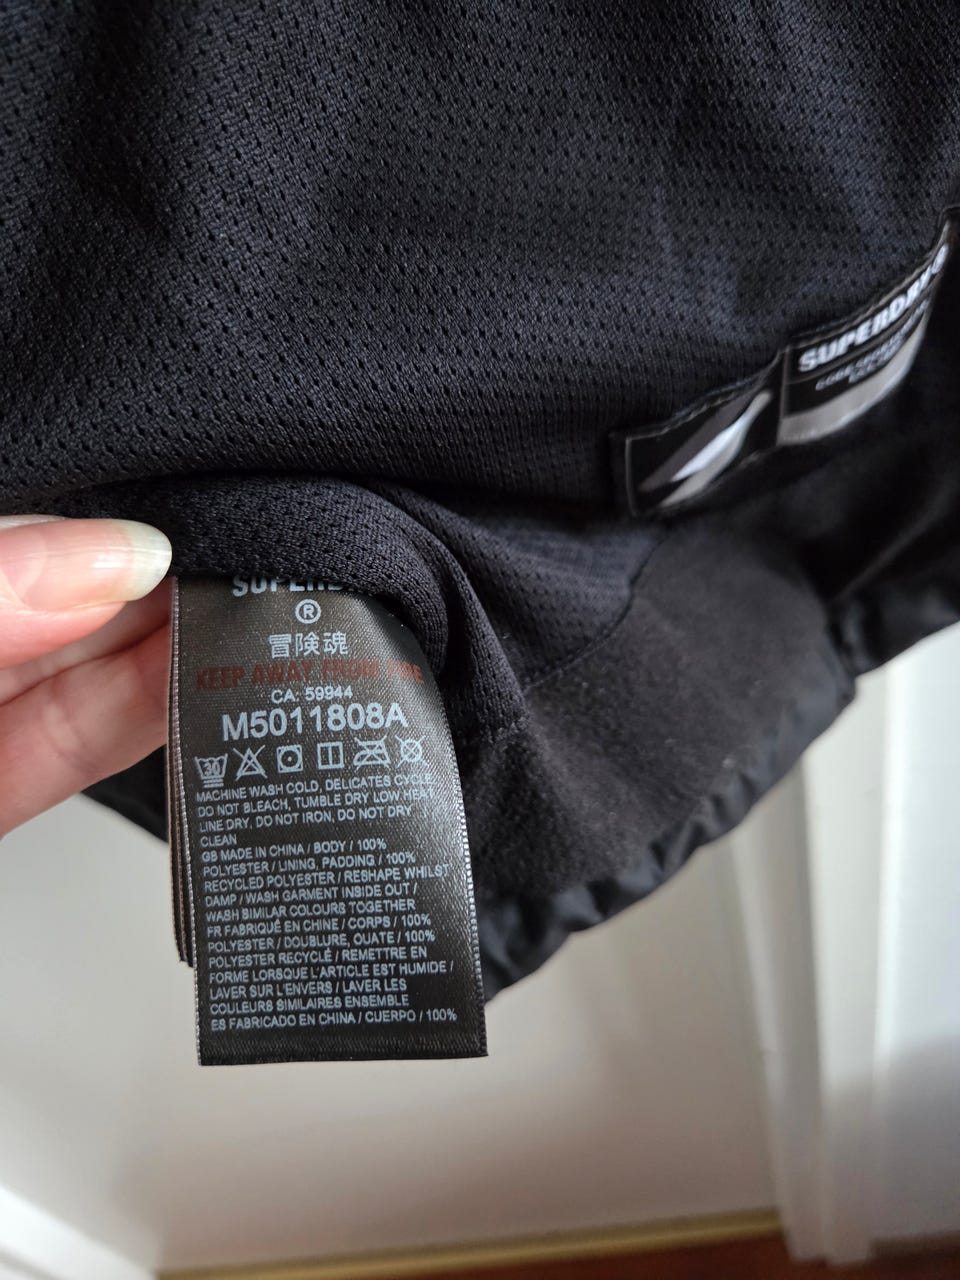 SUPERDRY®
SUPERD
®
冒険魂
KEEP AWAY FROM FIRE
CA: 59944
M5011808A
30
MACHINE WASH COLD, DELICATES CYCLE,
DO NOT BLEACH, TUMBLE DRY LOW HEAT,
LINE DRY, DO NOT IRON, DO NOT DRY
CLEAN
GB MADE IN CHINA / BODY / 100%
POLYESTER / LINING, PADDING / 100%
RECYCLED POLYESTER / RESHAPE WHILST
DAMP / WASH GARMENT INSIDE OUT /
WASH SIMILAR COLOURS TOGETHER
FR FABRIQUÉ EN CHINE / CORPS / 100%
POLYESTER / DOUBLURE, OUATE / 100%
POLYESTER RECYCLÉ / REMETTRE EN
FORME LORSQUE L'ARTICLE EST HUMIDE /
LAVER SUR L'ENVERS / LAVER LES
COULEURS SIMILAIRES ENSEMBLE
ES FABRICADO EN CHINA / CUERPO / 100%